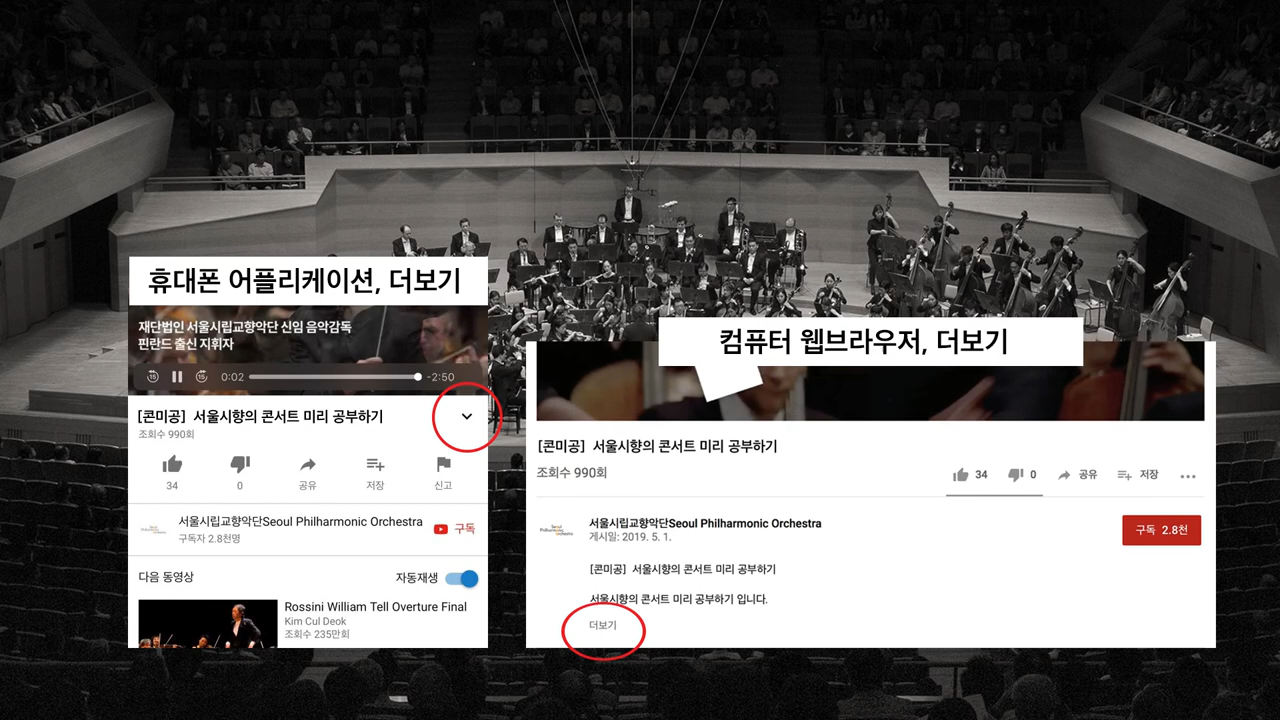 휴대폰 어플리케이션, 더보기
재단법인 서울시립교향악단 신임 음악감독
핀란드 출신 지휘자
15 15 0:02 -2:50
[콘미공] 서울시향의 콘서트 미리 공부하기
조회수 990회
34 0 공유 저장 신고
서울시립교향악단Seoul Philharmonic Orchestra
구독자 2.8천명
구독
다음 동영상 자동재생
Rossini William Tell Overture Final
Kim Cul Deok
조회수 235만회
컴퓨터 웹브라우저, 더보기
[콘미공] 서울시향의 콘서트 미리 공부하기
조회수 990회
34 0 공유 저장
Seoul
Philharmonic
Orchestra
서울시립교향악단Seoul Philharmonic Orchestra
게시일: 2019. 5. 1.
구독 2.8천
[콘미공] 서울시향의 콘서트 미리 공부하기
서울시향의 콘서트 미리 공부하기 입니다.
더보기